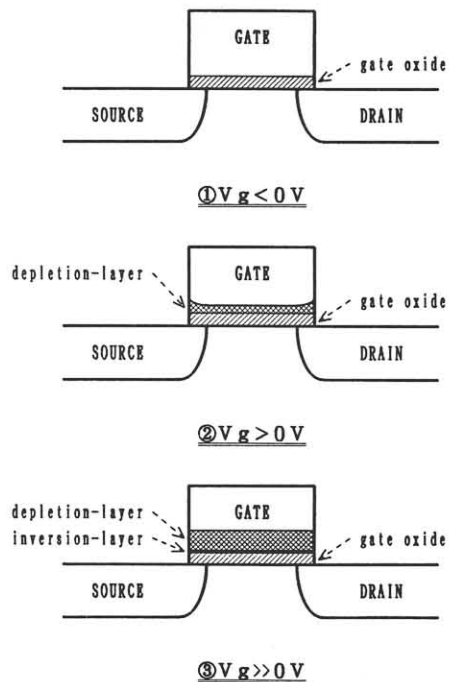 GATE
gate oxide
SOURCE
DRAIN
①Vg<0V
depletion-layer
GATE
gate oxide
SOURCE
DRAIN
②Vg>0V
depletion-layer
GATE
inversion-layer
gate oxide
SOURCE
DRAIN
③Vg≫0V